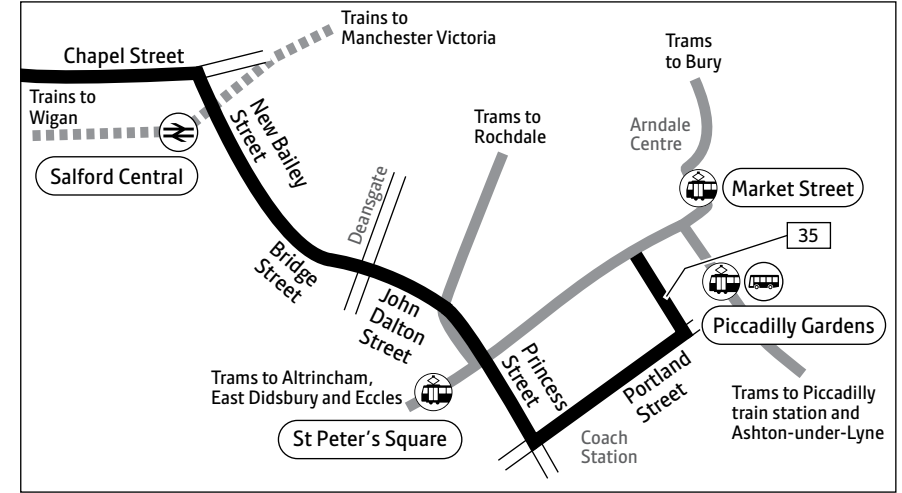 Trains to
Manchester Victoria
Chapel Street
Trams
to Bury
Trains to
Wigan
New Bailey
Street
Trams to
Rochdale
Arndale
Centre
Salford Central
Deansgate
Market Street
35
Bridge
Street
John
Dalton
Street
Piccadilly Gardens
Princess
Street
Portland
Street
Trams to Altrincham,
East Didsbury and Eccles
Trams to Piccadilly
train station and
Ashton-under-Lyne
St Peter's Square
Coach
Station